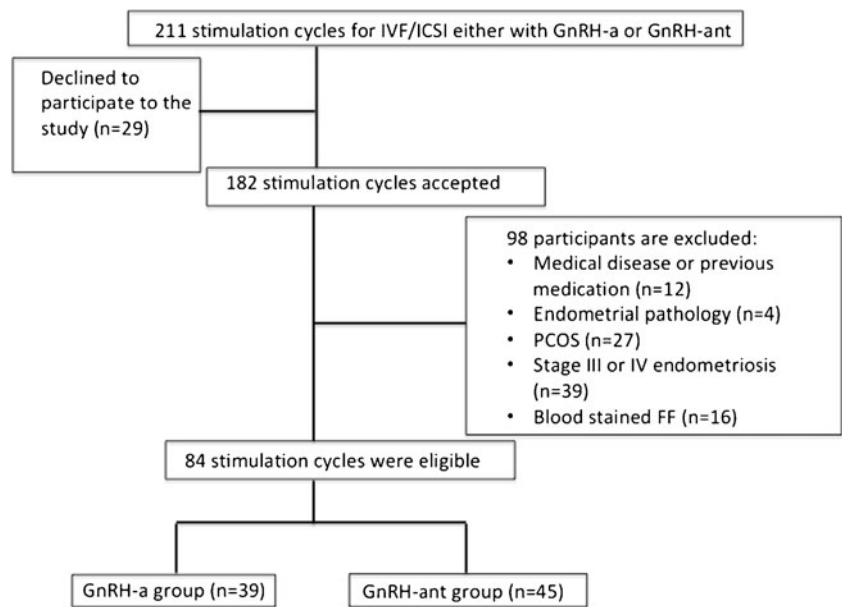 211 stimulation cycles for IVF/ICSI either with GnRH-a or GnRH-ant
Declined to
participate to the
study (n=29)
182 stimulation cycles accepted
98 participants are excluded:
• Medical disease or previous
medication (n=12)
• Endometrial pathology (n=4)
• PCOS (n=27)
• Stage III or IV endometriosis
(n=39)
• Blood stained FF (n=16)
84 stimulation cycles were eligible
GnRH-a group (n=39)
GnRH-ant group (n=45)